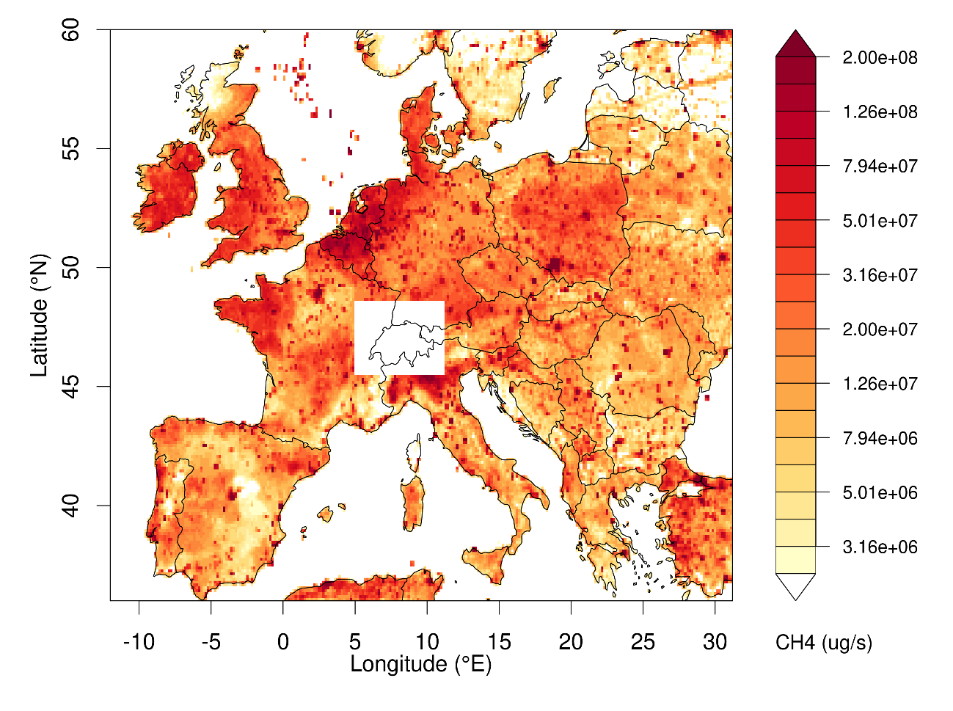 60
55
50
45
40
Latitude (°N)
-10 -5 0 5 10 15 20 25 30
Longitude (°E)
2.00e+08
1.26e+08
7.94e+07
5.01e+07
3.16e+07
2.00e+07
1.26e+07
7.94e+06
5.01e+06
3.16e+06
CH4 (ug/s)